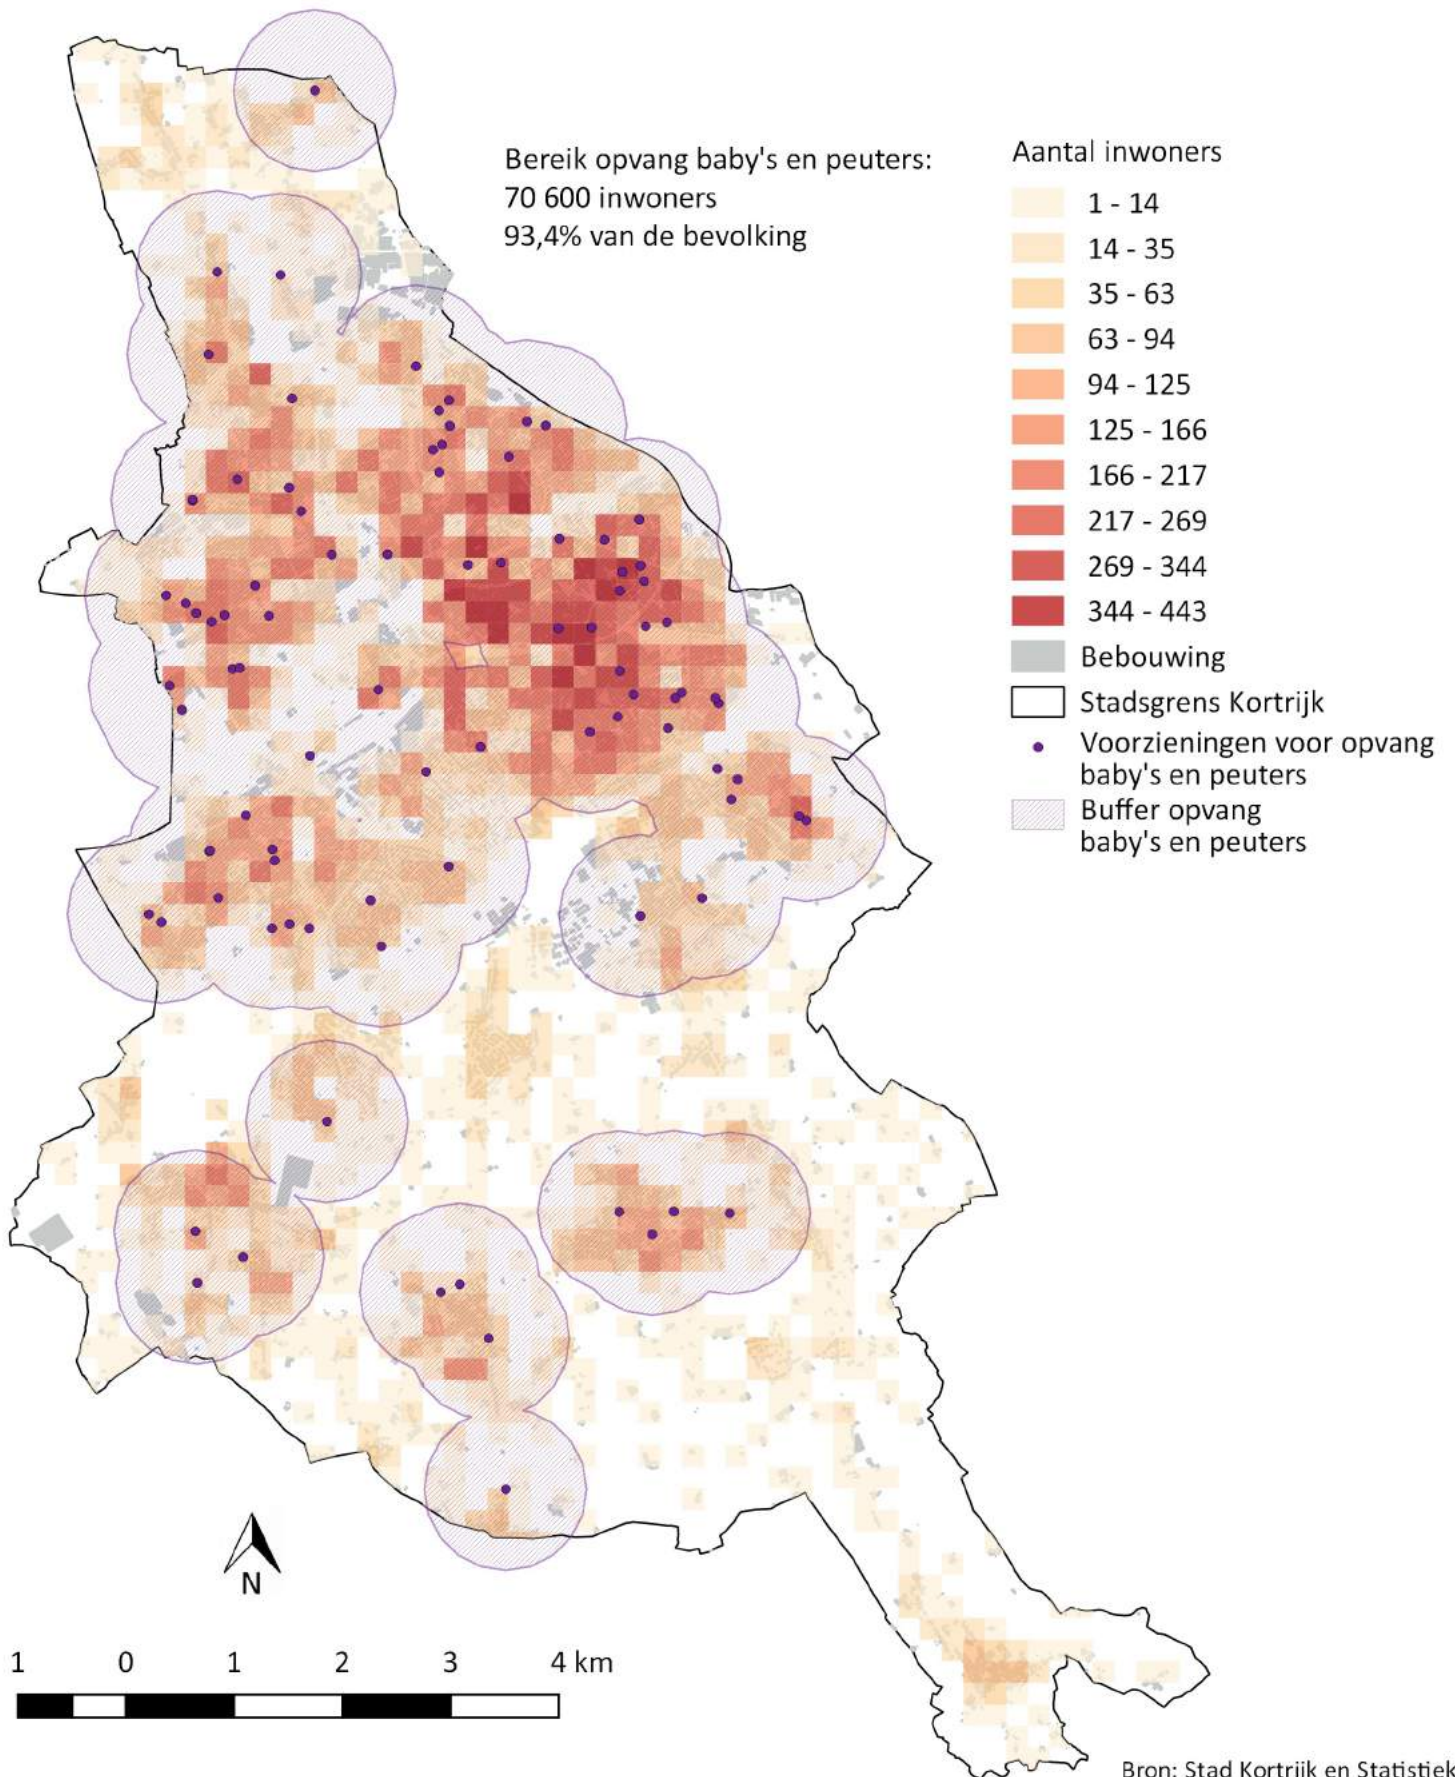 Bereik opvang baby's en peuters:
70 600 inwoners
93,4% van de bevolking
Aantal inwoners
1 - 14
14 - 35
35 - 63
63 - 94
94 - 125
125 - 166
166 - 217
217 - 269
269 - 344
344 - 443
Bebouwing
Stadsgrens Kortrijk
Voorzieningen voor opvang
baby's en peuters
Buffer opvang
baby's en peuters
N
1 0 1 2 3 4 km
Bron: Stad Kortrijk en Statistiek